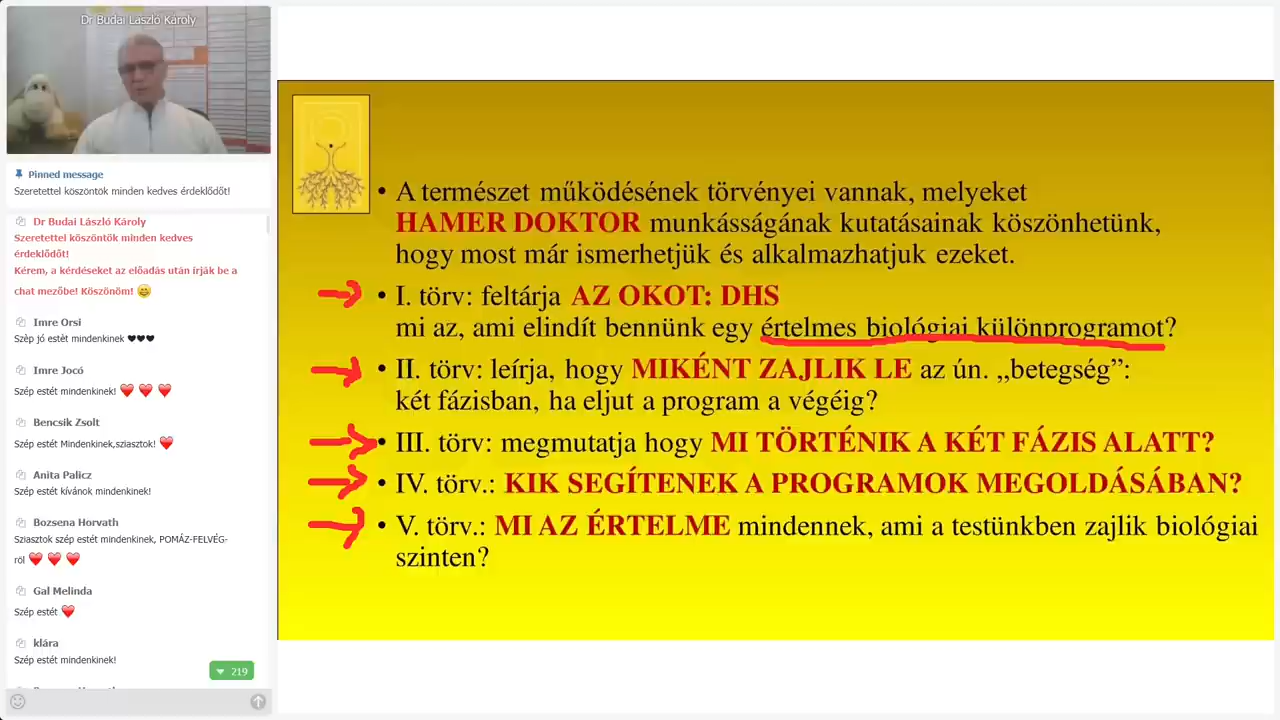 Dr Budai László Károly
Pinned message
Szeretettel köszöntök minden kedves érdeklődőt!
Dr Budai László Károly
Szeretettel köszöntök minden kedves
érdeklődőt!
Kérem, a kérdéseket az előadás után írják be a
chat mezőbe! Köszönöm!
Imre Orsi
Szèp jó estèt mindenkinek
Imre Jocó
Szép estét mindenkinek!
Bencsik Zsolt
Szép estét Mindenkinek,sziasztok!
Anita Palicz
Szép estét kívánok mindenkinek!
Bozsena Horvath
Sziasztok szép estét mindenkinek, POMÁZ-FELVÉG-
ről
Gal Melinda
Szép estét
klára
Szép estét mindenkinek!
219
• A természet működésének törvényei vannak, melyeket
HAMER DOKTOR munkásságának kutatásainak köszönhetünk,
hogy most már ismerhetjük és alkalmazhatjuk ezeket.
• I. törv: feltárja AZ OKOT: DHS
mi az, ami elindít bennünk egy értelmes biológiai különprogramot?
• II. törv: leírja, hogy MIKÉNT ZAJLIK LE az ún. „betegség”:
két fázisban, ha eljut a program a végéig?
• III. törv: megmutatja hogy MI TÖRTÉNIK A KÉT FÁZIS ALATT?
• IV. törv.: KIK SEGÍTENEK A PROGRAMOK MEGOLDÁSÁBAN?
• V. törv.: MI AZ ÉRTELME mindennek, ami a testünkben zajlik biológiai
szinten?